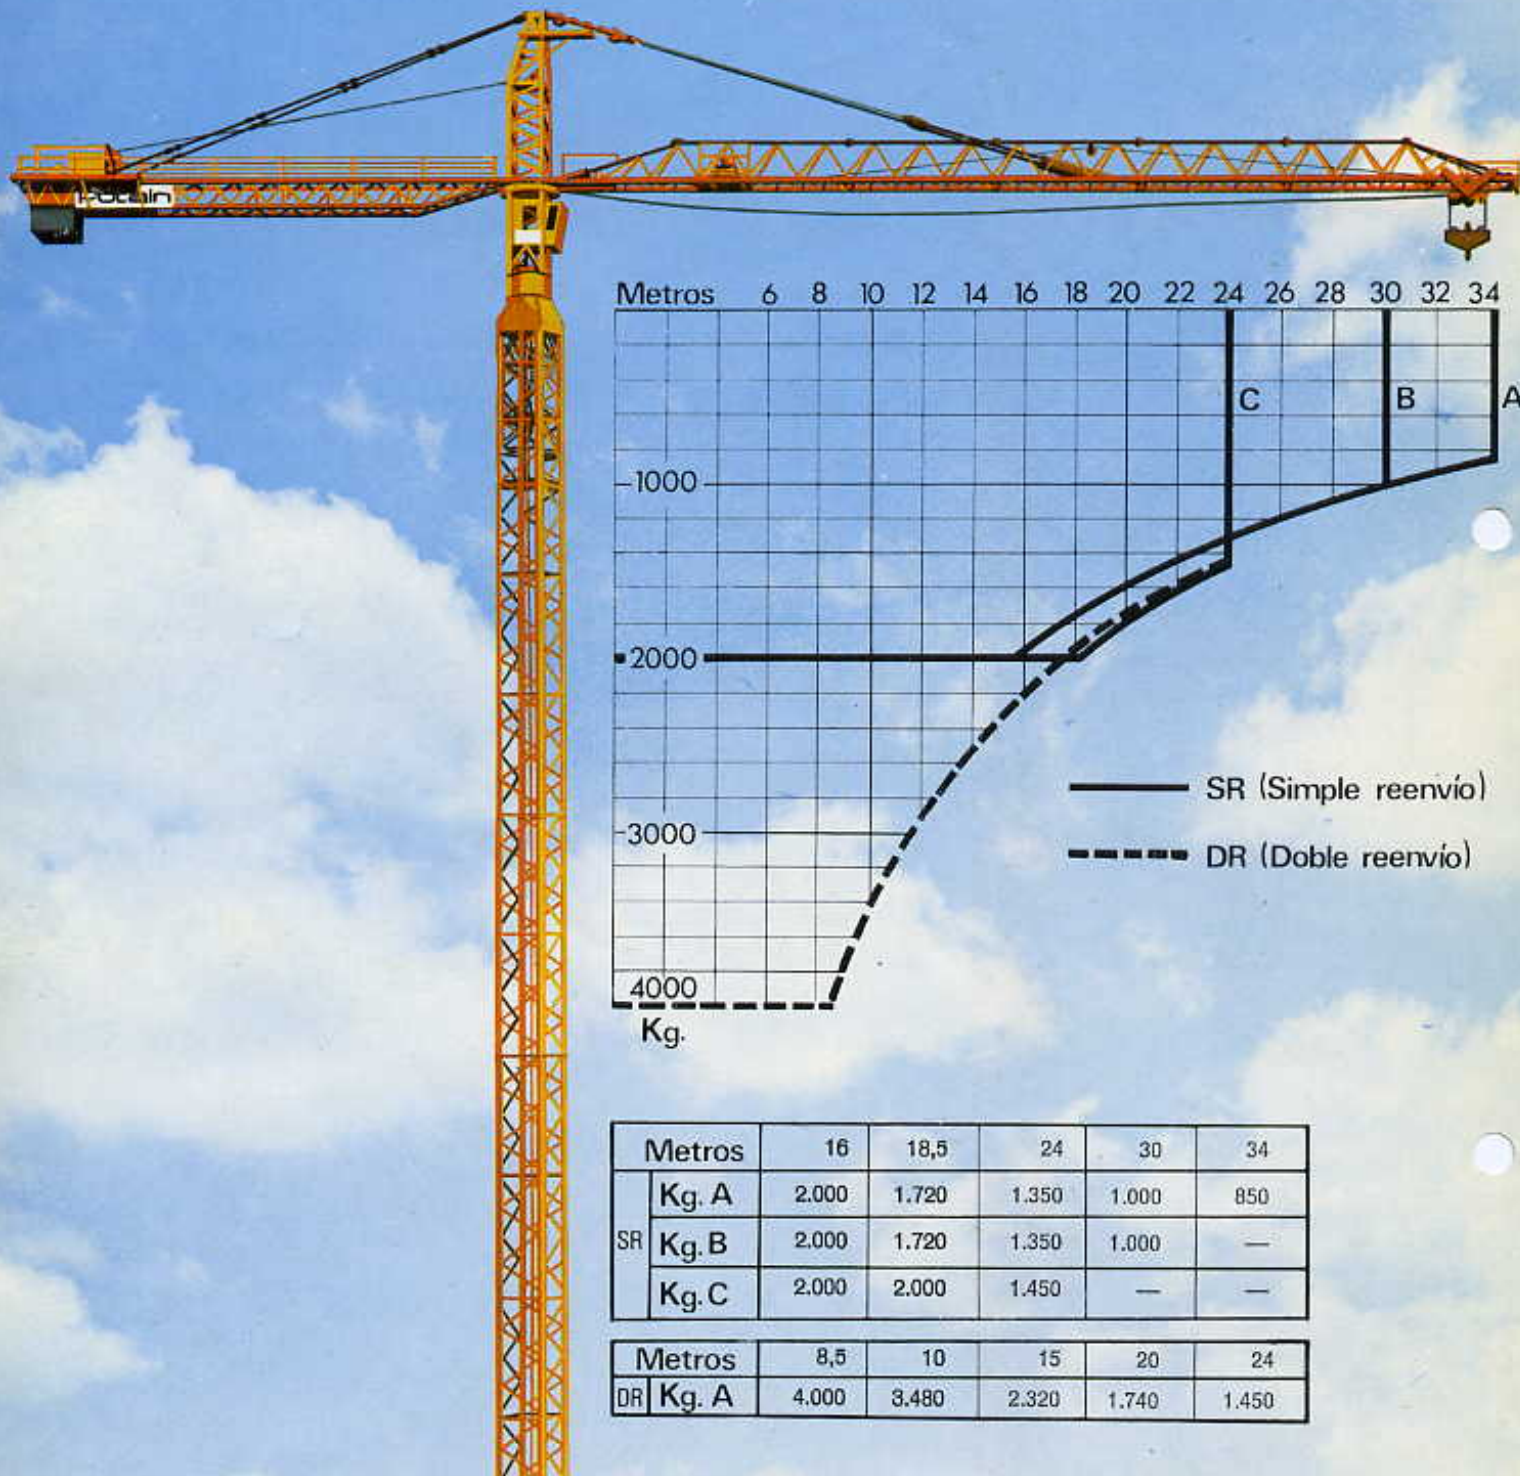 Potain
Metros 6 8 10 12 14 16 18 20 22 24 26 28 30 32 34
C B A
1000
2000
SR (Simple reenvío)
3000
DR (Doble reenvío)
4000
Kg.
Metros 16 18,5 24 30 34
SR
Kg. A 2.000 1.720 1.350 1.000 850
Kg. B 2.000 1.720 1.350 1.000 —
Kg. C 2.000 2.000 1.450 — —
Metros 8,5 10 15 20 24
DR Kg. A 4.000 3.480 2.320 1.740 1.450